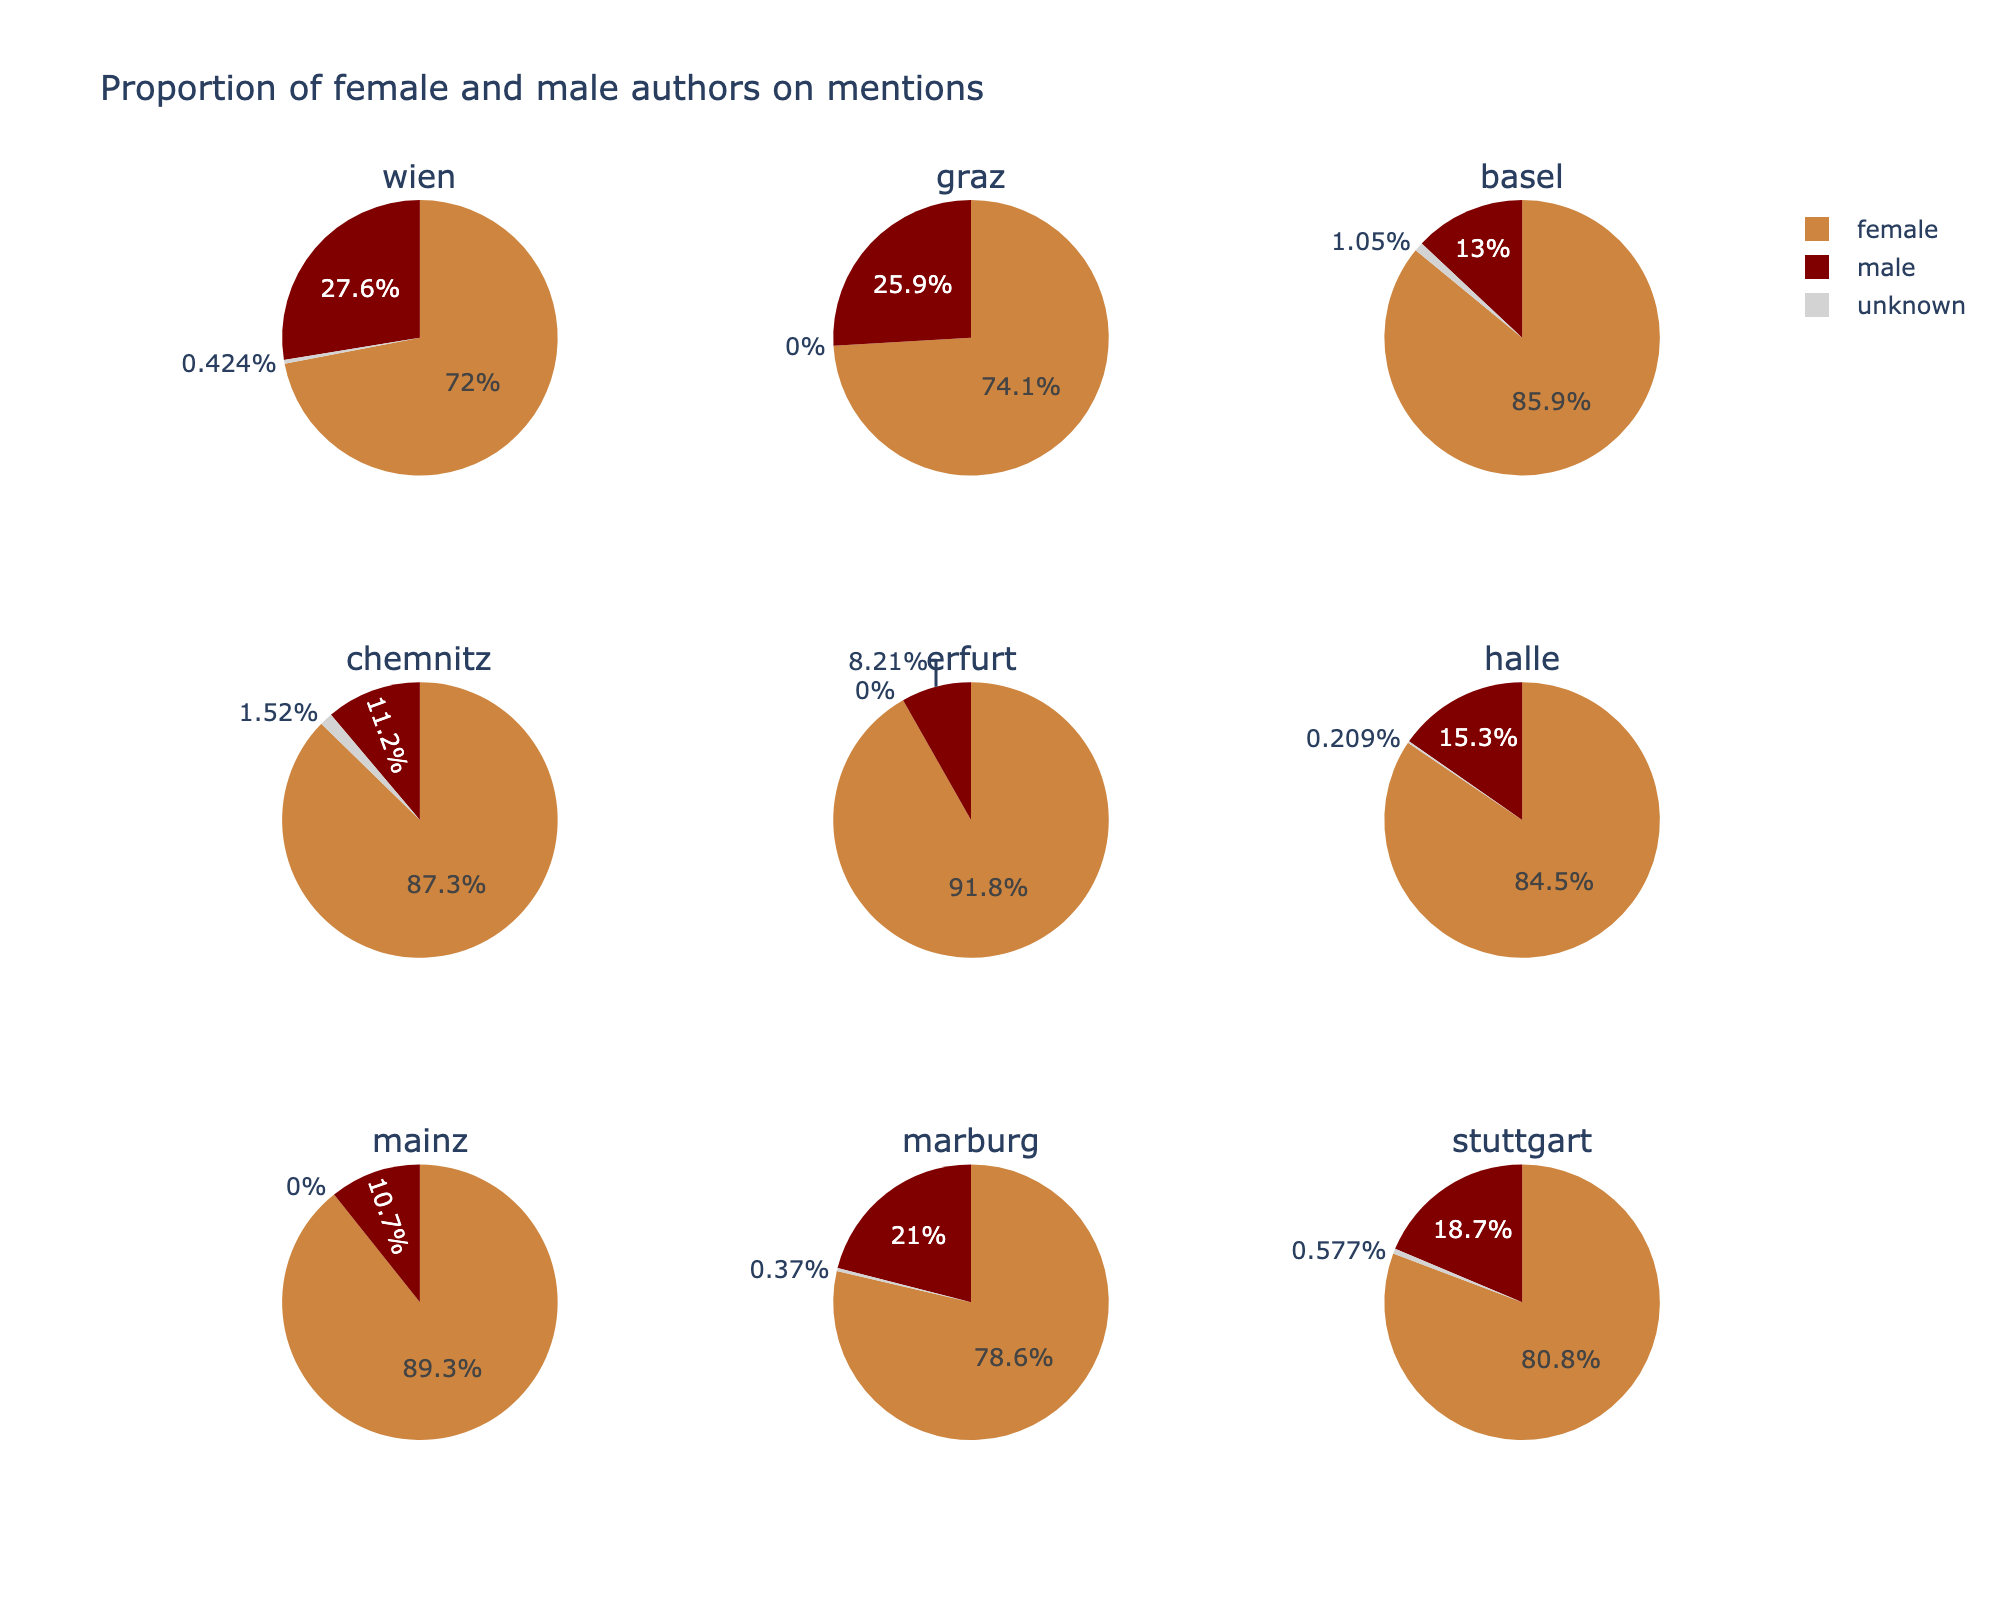 Proportion of female and male authors on mentions
wien
graz
basel
female
male
unknown
27.6%
0.424%
72%
25.9%
0%
74.1%
1.05%
13%
85.9%
chemnitz
erfurt
halle
1.52%
11.2%
87.3%
8.21%
0%
91.8%
0.209%
15.3%
84.5%
mainz
marburg
stuttgart
0%
10.7%
89.3%
21%
0.37%
78.6%
18.7%
0.577%
80.8%